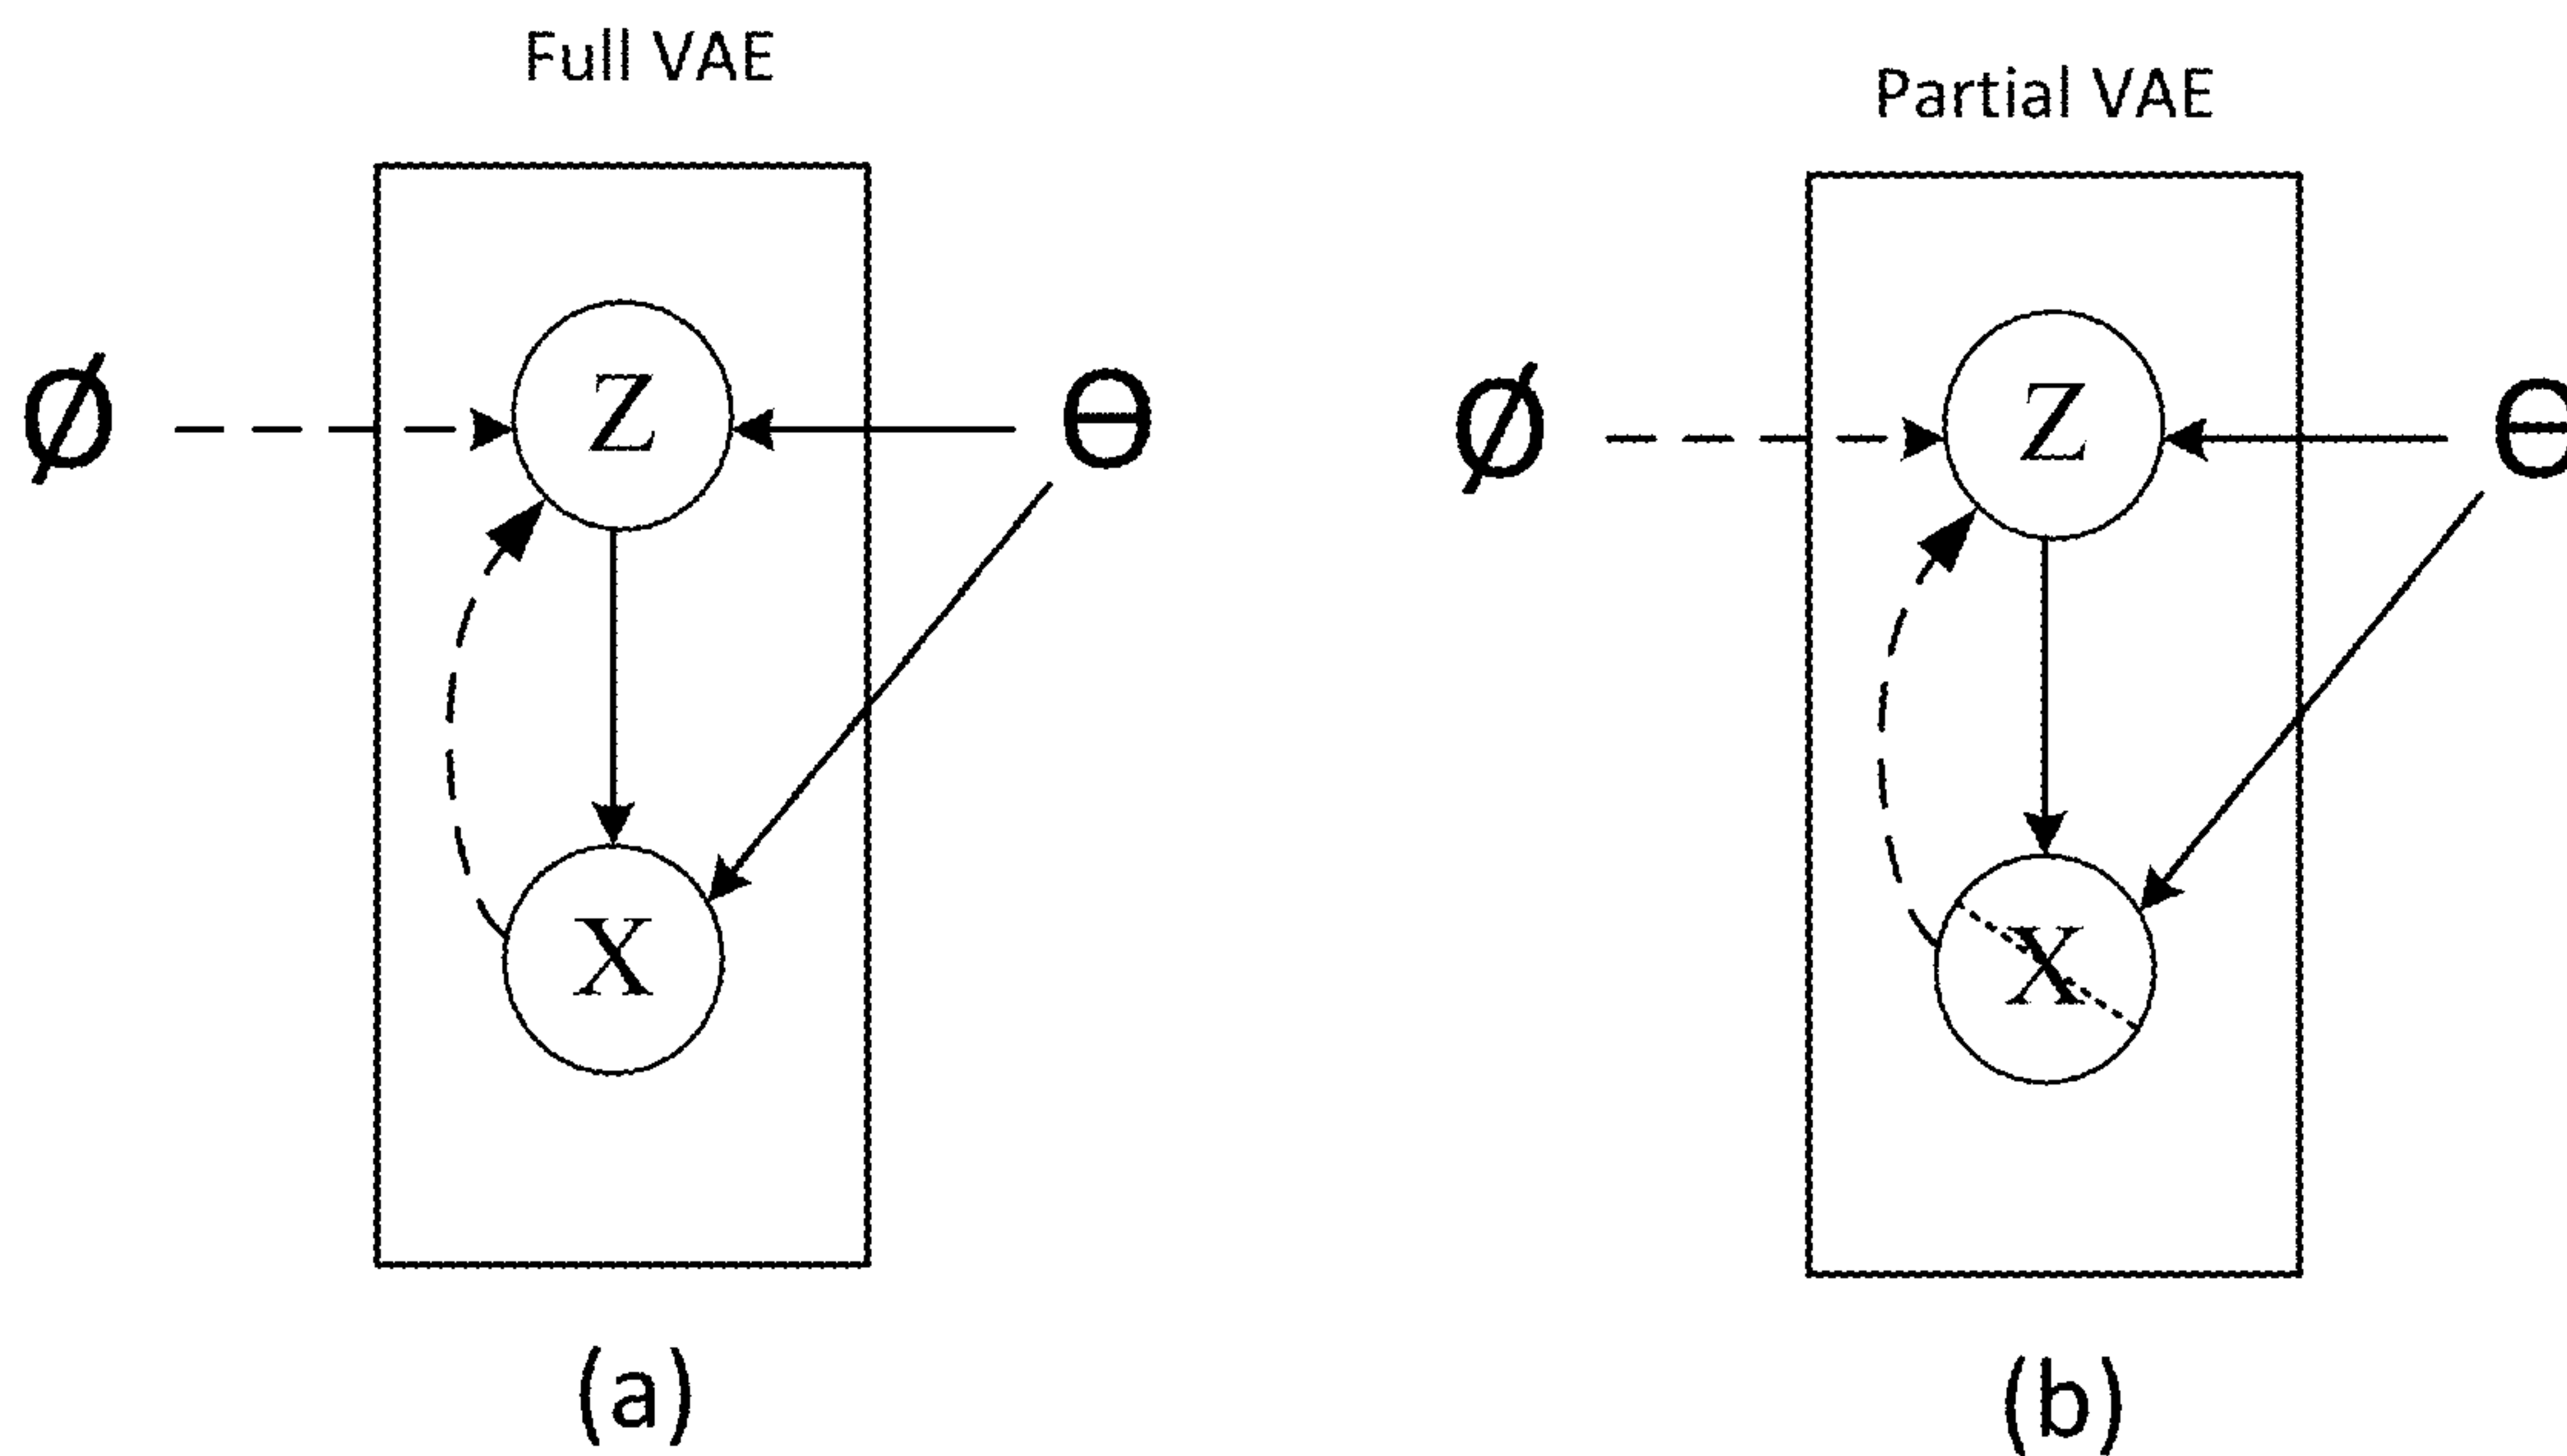 Full VAE
Ø
Z
Ө
X
(a)
Partial VAE
Ø
Z
Ө
X
(b)